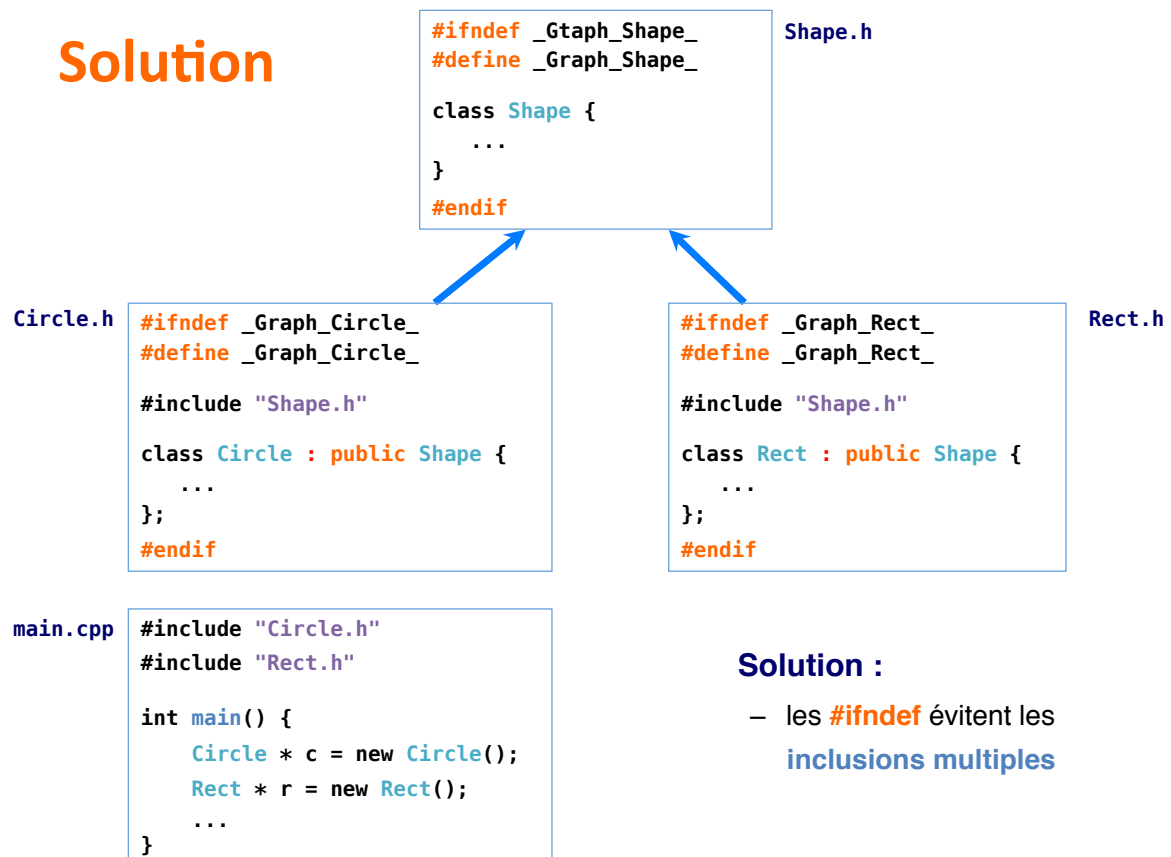 Solution
Shape.h
#ifndef _Gtaph_Shape_
#define _Graph_Shape_
class Shape {
...
}
#endif
Circle.h
#ifndef _Graph_Circle_
#define _Graph_Circle_
#include "Shape.h"
class Circle : public Shape {
...
};
#endif
Rect.h
#ifndef _Graph_Rect_
#define _Graph_Rect_
#include "Shape.h"
class Rect : public Shape {
...
};
#endif
main.cpp
#include "Circle.h"
#include "Rect.h"
int main() {
Circle * c = new Circle();
Rect * r = new Rect();
...
}
Solution :
– les #ifndef évitent les
inclusions multiples